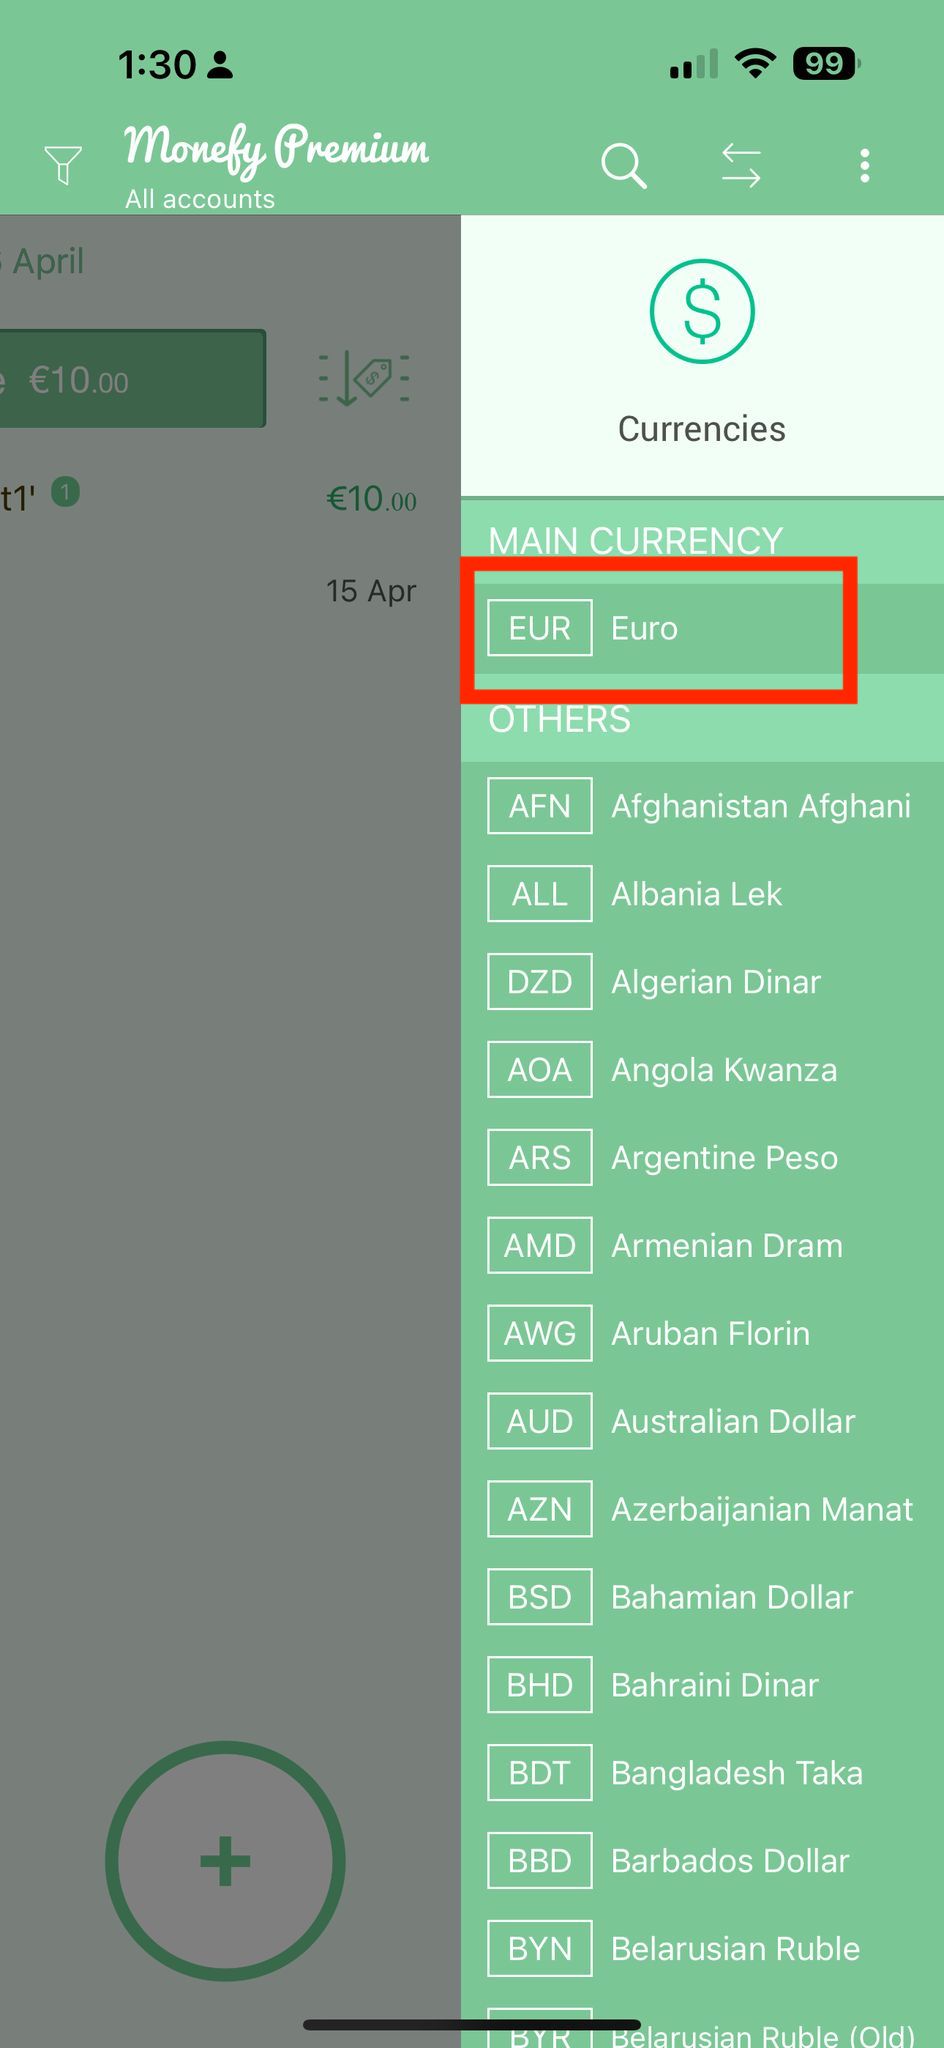 1:30
99
Monefy Premium
All accounts
April
€10.00
t1' 1
€10.00
15 Apr
Currencies
MAIN CURRENCY
EUR Euro
OTHERS
AFN Afghanistan Afghani
ALL Albania Lek
DZD Algerian Dinar
AOA Angola Kwanza
ARS Argentine Peso
AMD Armenian Dram
AWG Aruban Florin
AUD Australian Dollar
AZN Azerbaijanian Manat
BSD Bahamian Dollar
BHD Bahraini Dinar
BDT Bangladesh Taka
BBD Barbados Dollar
BYN Belarusian Ruble
BYR Belarusian Ruble (Old)